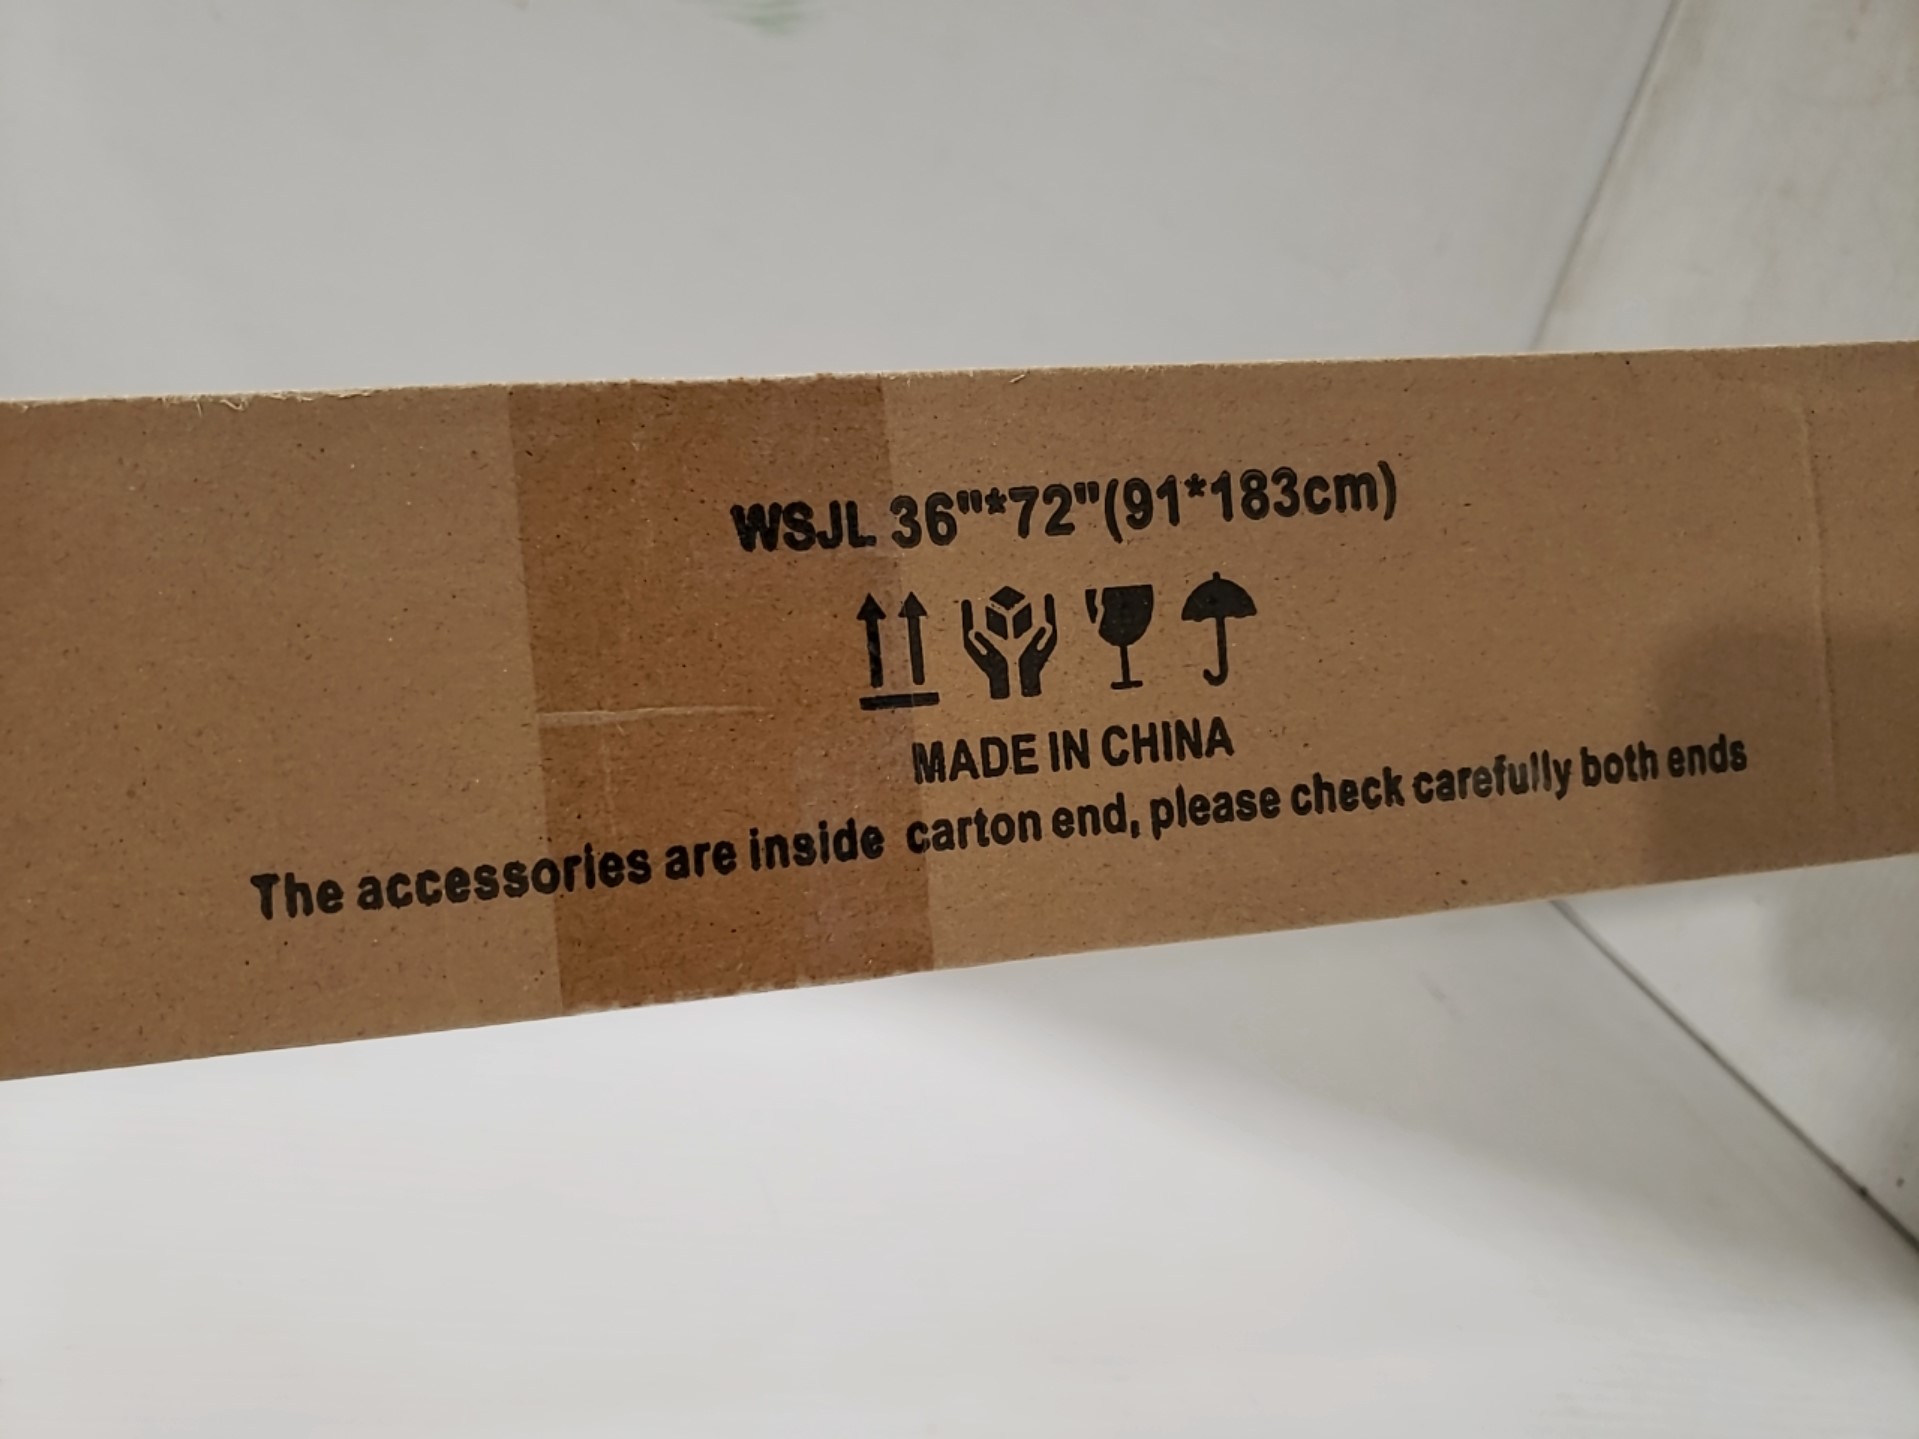 WSJL 36"*72"(91*183cm)
MADE IN CHINA
The accessories are inside carton end, please check carefully both ends